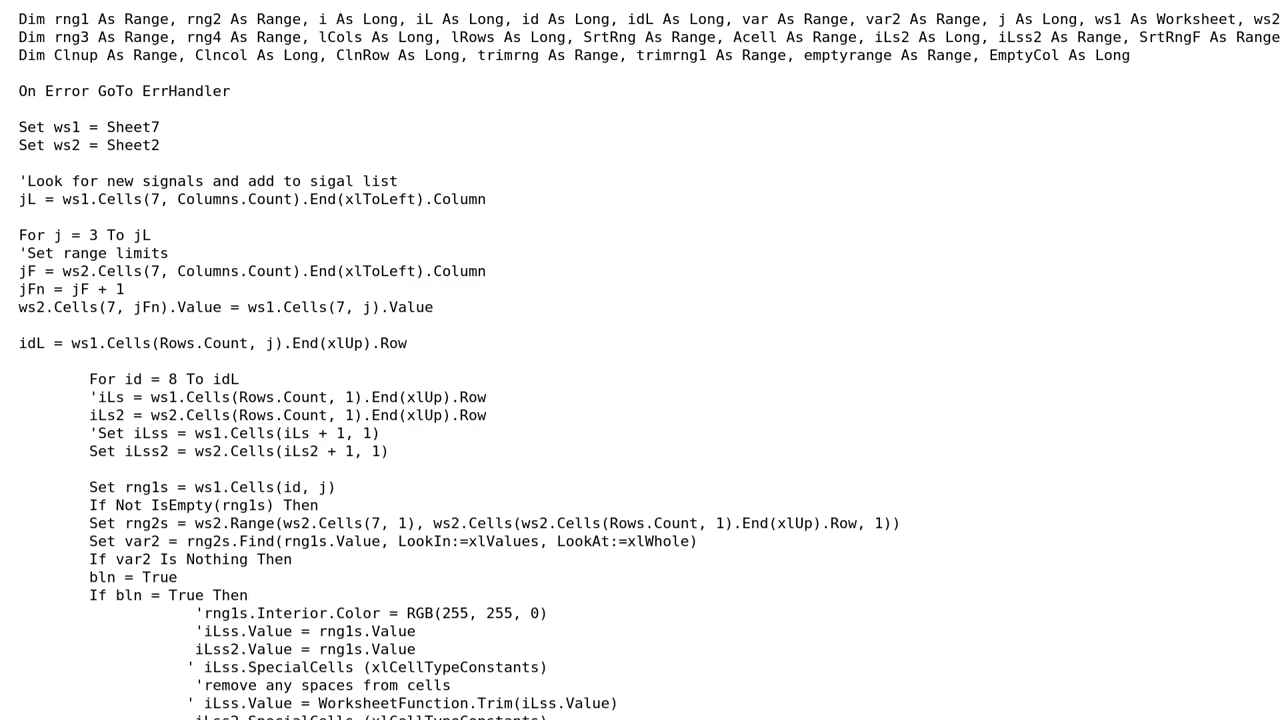 Dim rng1 As Range, rng2 As Range, i As Long, iL As Long, id As Long, idL As Long, var As Range, var2 As Range, j As Long, ws1 As Worksheet, ws2
Dim rng3 As Range, rng4 As Range, lCols As Long, lRows As Long, SrtRng As Range, Acell As Range, iLs2 As Long, iLss2 As Range, SrtRngF As Range
Dim Clnup As Range, Clncol As Long, ClnRow As Long, trimrng As Range, trimrng1 As Range, emptyrange As Range, EmptyCol As Long
On Error GoTo ErrHandler
Set ws1 = Sheet7
Set ws2 = Sheet2
'Look for new signals and add to sigal list
jL = ws1.Cells(7, Columns.Count).End(xlToLeft).Column
For j = 3 To jL
'Set range limits
jF = ws2.Cells(7, Columns.Count).End(xlToLeft).Column
jFn = jF + 1
ws2.Cells(7, jFn).Value = ws1.Cells(7, j).Value
idL = ws1.Cells(Rows.Count, j).End(xlUp).Row
For id = 8 To idL
'iLs = ws1.Cells(Rows.Count, 1).End(xlUp).Row
iLs2 = ws2.Cells(Rows.Count, 1).End(xlUp).Row
'Set iLss = ws1.Cells(iLs + 1, 1)
Set iLss2 = ws2.Cells(iLs2 + 1, 1)
Set rng1s = ws1.Cells(id, j)
If Not IsEmpty(rng1s) Then
Set rng2s = ws2.Range(ws2.Cells(7, 1), ws2.Cells(ws2.Cells(Rows.Count, 1).End(xlUp).Row, 1))
Set var2 = rng2s.Find(rng1s.Value, LookIn:=xlValues, LookAt:=xlWhole)
If var2 Is Nothing Then
bln = True
If bln = True Then
'rng1s.Interior.Color = RGB(255, 255, 0)
'iLss.Value = rng1s.Value
iLss2.Value = rng1s.Value
' iLss.SpecialCells (xlCellTypeConstants)
'remove any spaces from cells
' iLss.Value = WorksheetFunction.Trim(iLss.Value)
iLss2.SpecialCells (xlCellTypeConstants)